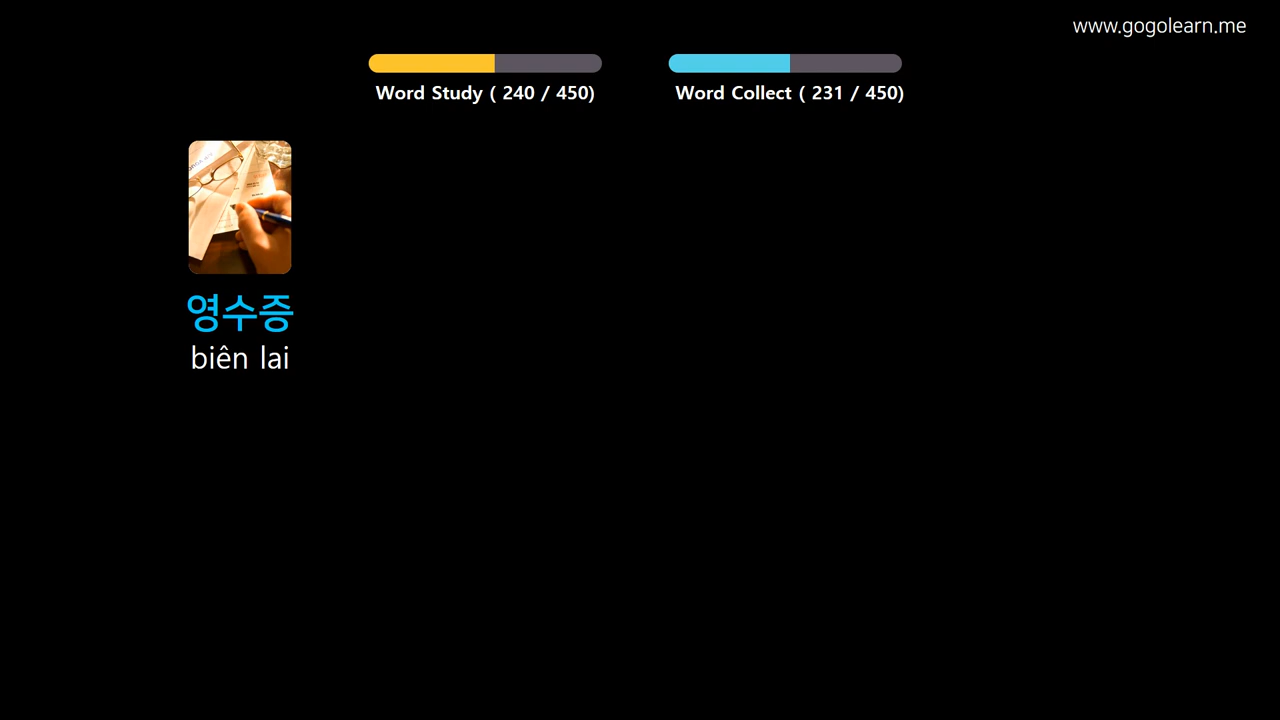 www.gogolearn.me
Word Study ( 240 / 450)
Word Collect ( 231 / 450)
영수증
biên lai